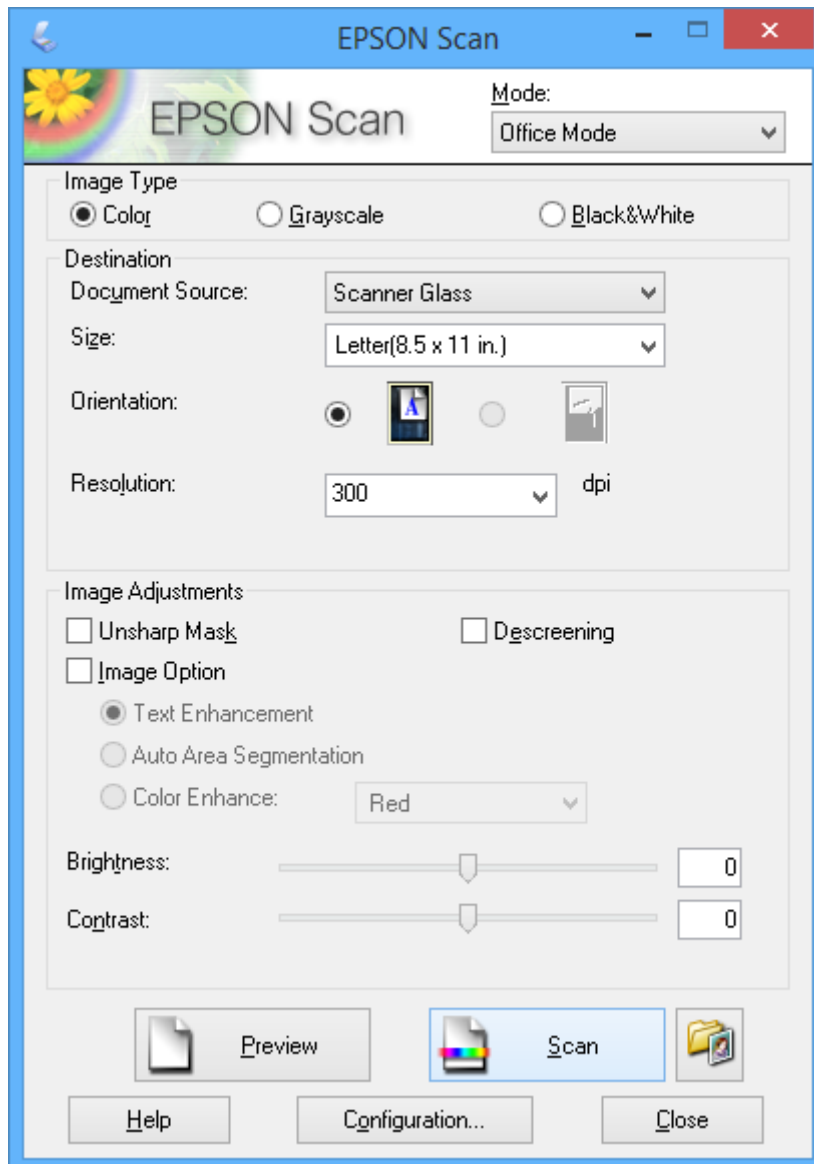 EPSON Scan
EPSON Scan
Mode:
Office Mode
Image Type
Color Grayscale Black&White
Destination
Document Source: Scanner Glass
Size: Letter(8.5 x 11 in.)
Orientation: A
Resolution: 300 dpi
Image Adjustments
Unsharp Mask Descreening
Image Option
Text Enhancement
Auto Area Segmentation
Color Enhance: Red
Brightness: 0
Contrast: 0
Preview Scan
Help Configuration... Close